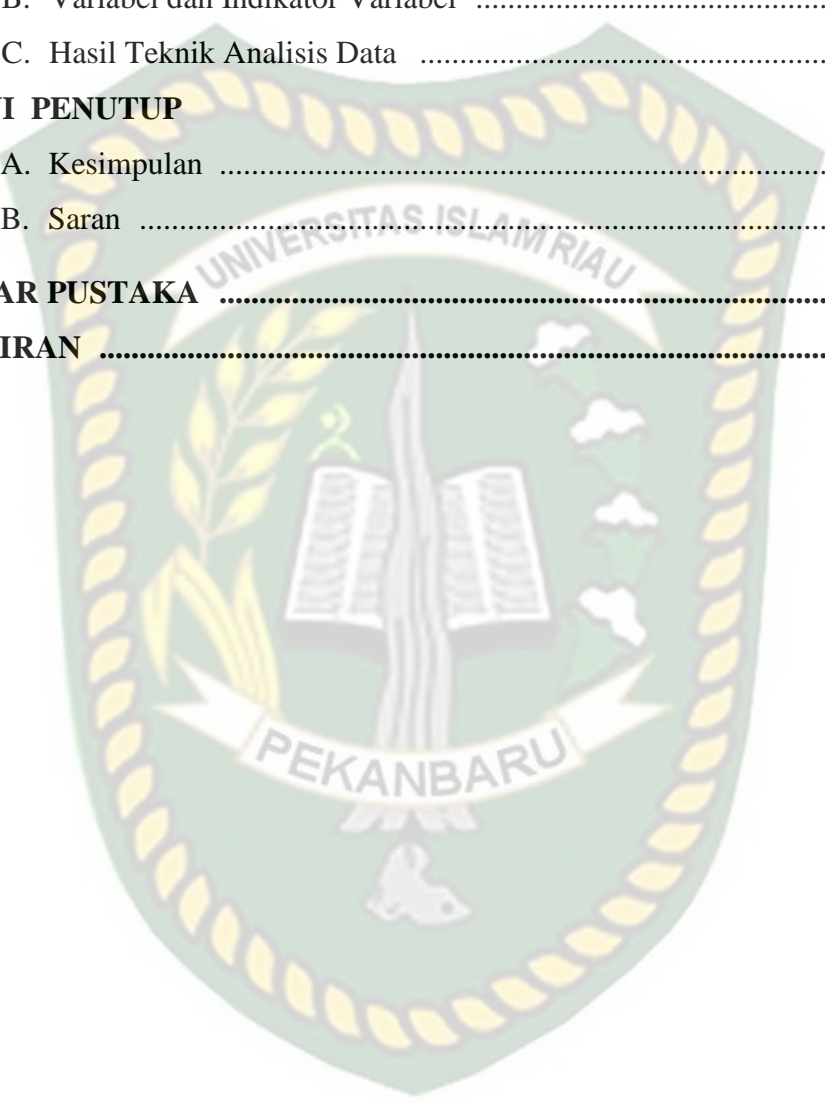 B. Variabel dan Indikator Variabel ....................................
C. Hasil Teknik Analisis Data ....................................
I PENUTUP
A. Kesimpulan ....................................
B. Saran ....................................
UNIVERSITAS ISLAM RIAU
AR PUSTAKA ....................................
IRAN ....................................
PEKANBARU